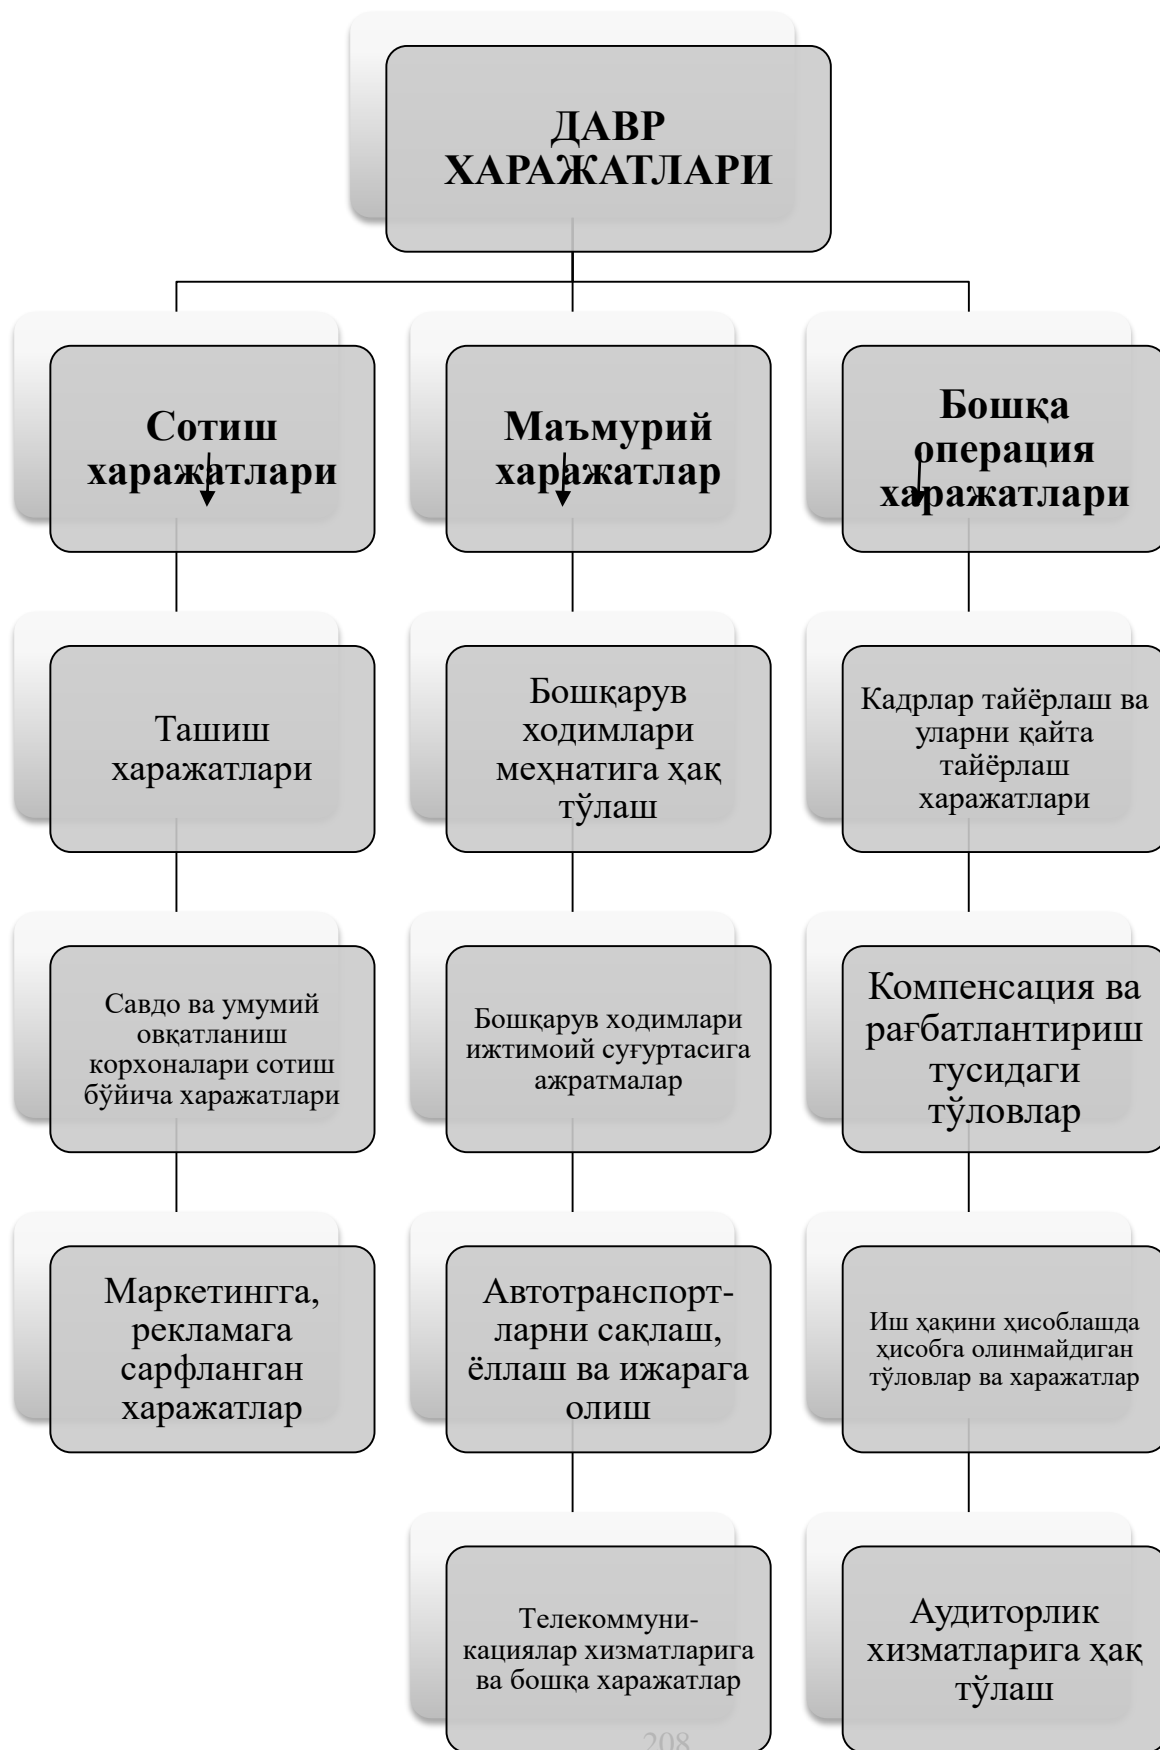 ДАВР
ХАРАЖАТЛАРИ
Сотиш
харажатлари
Маъмурий
харажатлар
Бошқа
операция
харажатлари
Ташиш
харажатлари
Бошқарув
ходимлари
меҳнатига ҳақ
тўлаш
Кадрлар тайёрлаш ва
уларни қайта
тайёрлаш
харажатлари
Савдо ва умумий
овқатланиш
корхоналари сотиш
бўйича харажатлари
Бошқарув ходимлари
ижтимоий суғуртасига
ажратмалар
Компенсация ва
рағбатлантириш
тусидаги
тўловлар
Маркетингга,
рекламага
сарфланган
харажатлар
Автотранспорт-
ларни сақлаш,
ёллаш ва ижарага
олиш
Иш ҳақини ҳисоблашда
ҳисобга олинмайдиган
тўловлар ва харажатлар
Телекоммуни-
кациялар хизматларига
ва бошқа харажатлар
Аудиторлик
хизматларига ҳақ
тўлаш
208